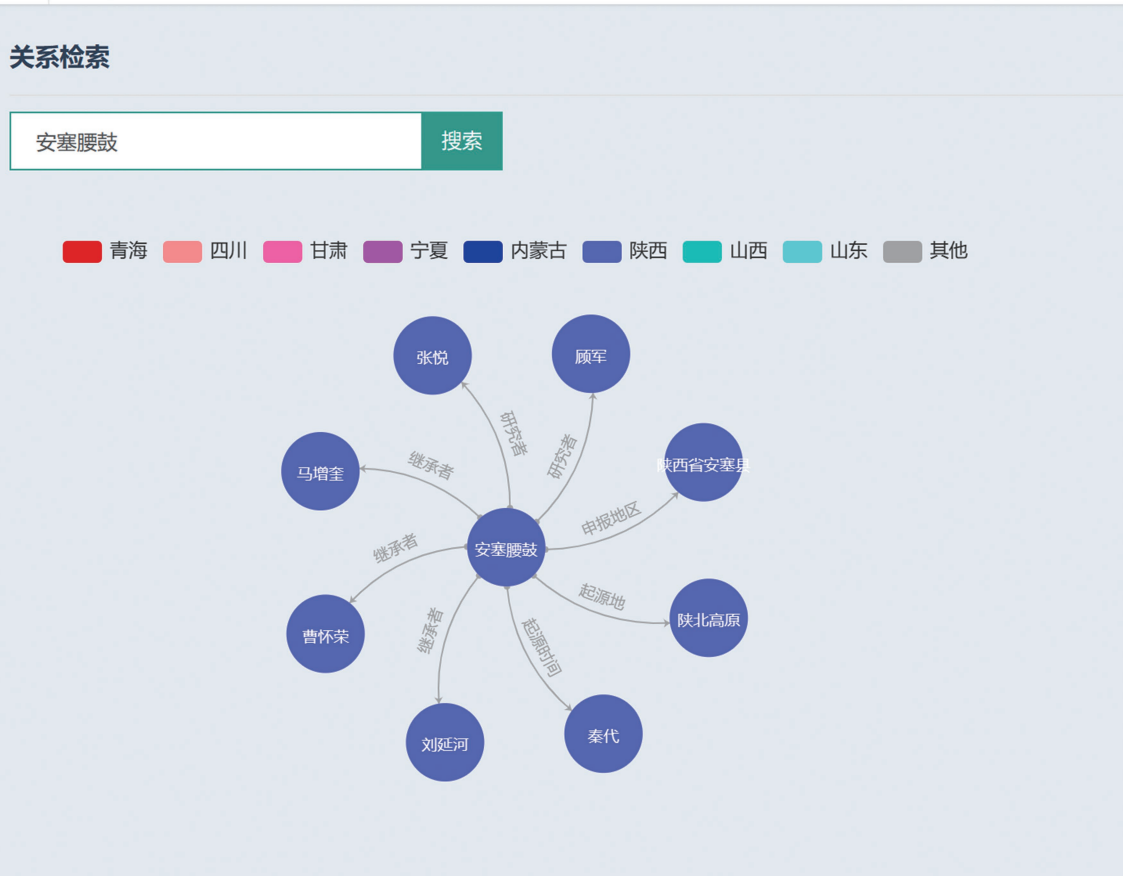 关系检索
安塞腰鼓
搜索
青海 四川 甘肃 宁夏 内蒙古 陕西 山西 山东 其他
张悦
顾军
研究者
研究者
继承者
马增奎
陕西省安塞县
申报地区
安塞腰鼓
继承者
起源地
曹怀荣
继承者
起源时间
陕北高原
刘延河
秦代